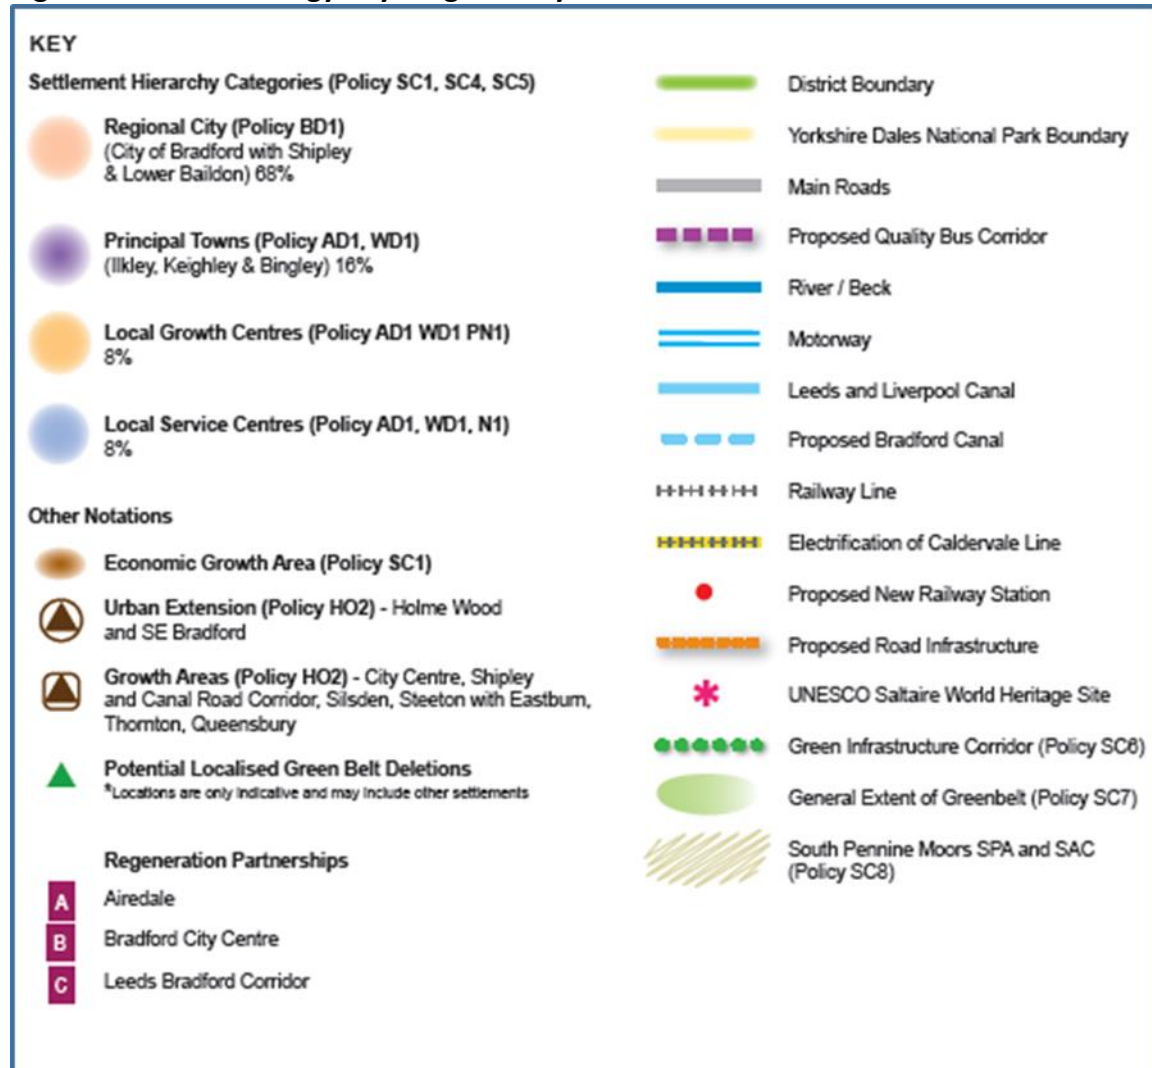 KEY
Settlement Hierarchy Categories (Policy SC1, SC4, SC5)
Regional City (Policy BD1)
(City of Bradford with Shipley
& Lower Baildon) 68%
Principal Towns (Policy AD1, WD1)
(Ilkley, Keighley & Bingley) 16%
Local Growth Centres (Policy AD1 WD1 PN1)
8%
Local Service Centres (Policy AD1, WD1, N1)
8%
Other Notations
Economic Growth Area (Policy SC1)
Urban Extension (Policy HO2) - Holme Wood
and SE Bradford
Growth Areas (Policy HO2) - City Centre, Shipley
and Canal Road Corridor, Silsden, Steeton with Eastburn,
Thornton, Queensbury
Potential Localised Green Belt Deletions
*Locations are only indicative and may include other settlements
Regeneration Partnerships
A Airedale
B Bradford City Centre
C Leeds Bradford Corridor
District Boundary
Yorkshire Dales National Park Boundary
Main Roads
Proposed Quality Bus Corridor
River / Beck
Motorway
Leeds and Liverpool Canal
Proposed Bradford Canal
Railway Line
Electrification of Caldervale Line
Proposed New Railway Station
Proposed Road Infrastructure
UNESCO Saltaire World Heritage Site
Green Infrastructure Corridor (Policy SC6)
General Extent of Greenbelt (Policy SC7)
South Pennine Moors SPA and SAC
(Policy SC8)